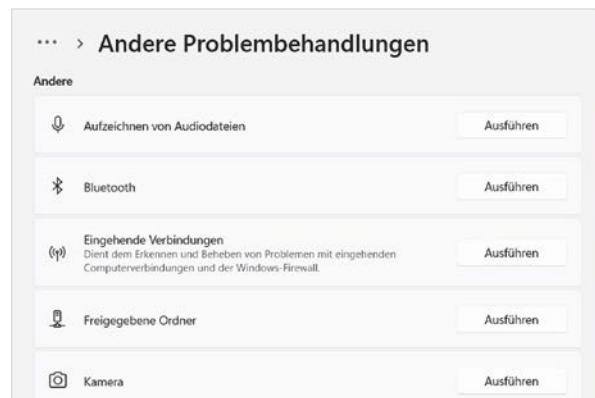 ... > Andere Problembehandlungen
Andere
Aufzeichnen von Audiodateien Ausführen
Bluetooth Ausführen
Eingehende Verbindungen
Dient dem Erkennen und Beheben von Problemen mit eingehenden
Computerverbindungen und der Windows-Firewall.
Ausführen
Freigegebene Ordner Ausführen
Kamera Ausführen